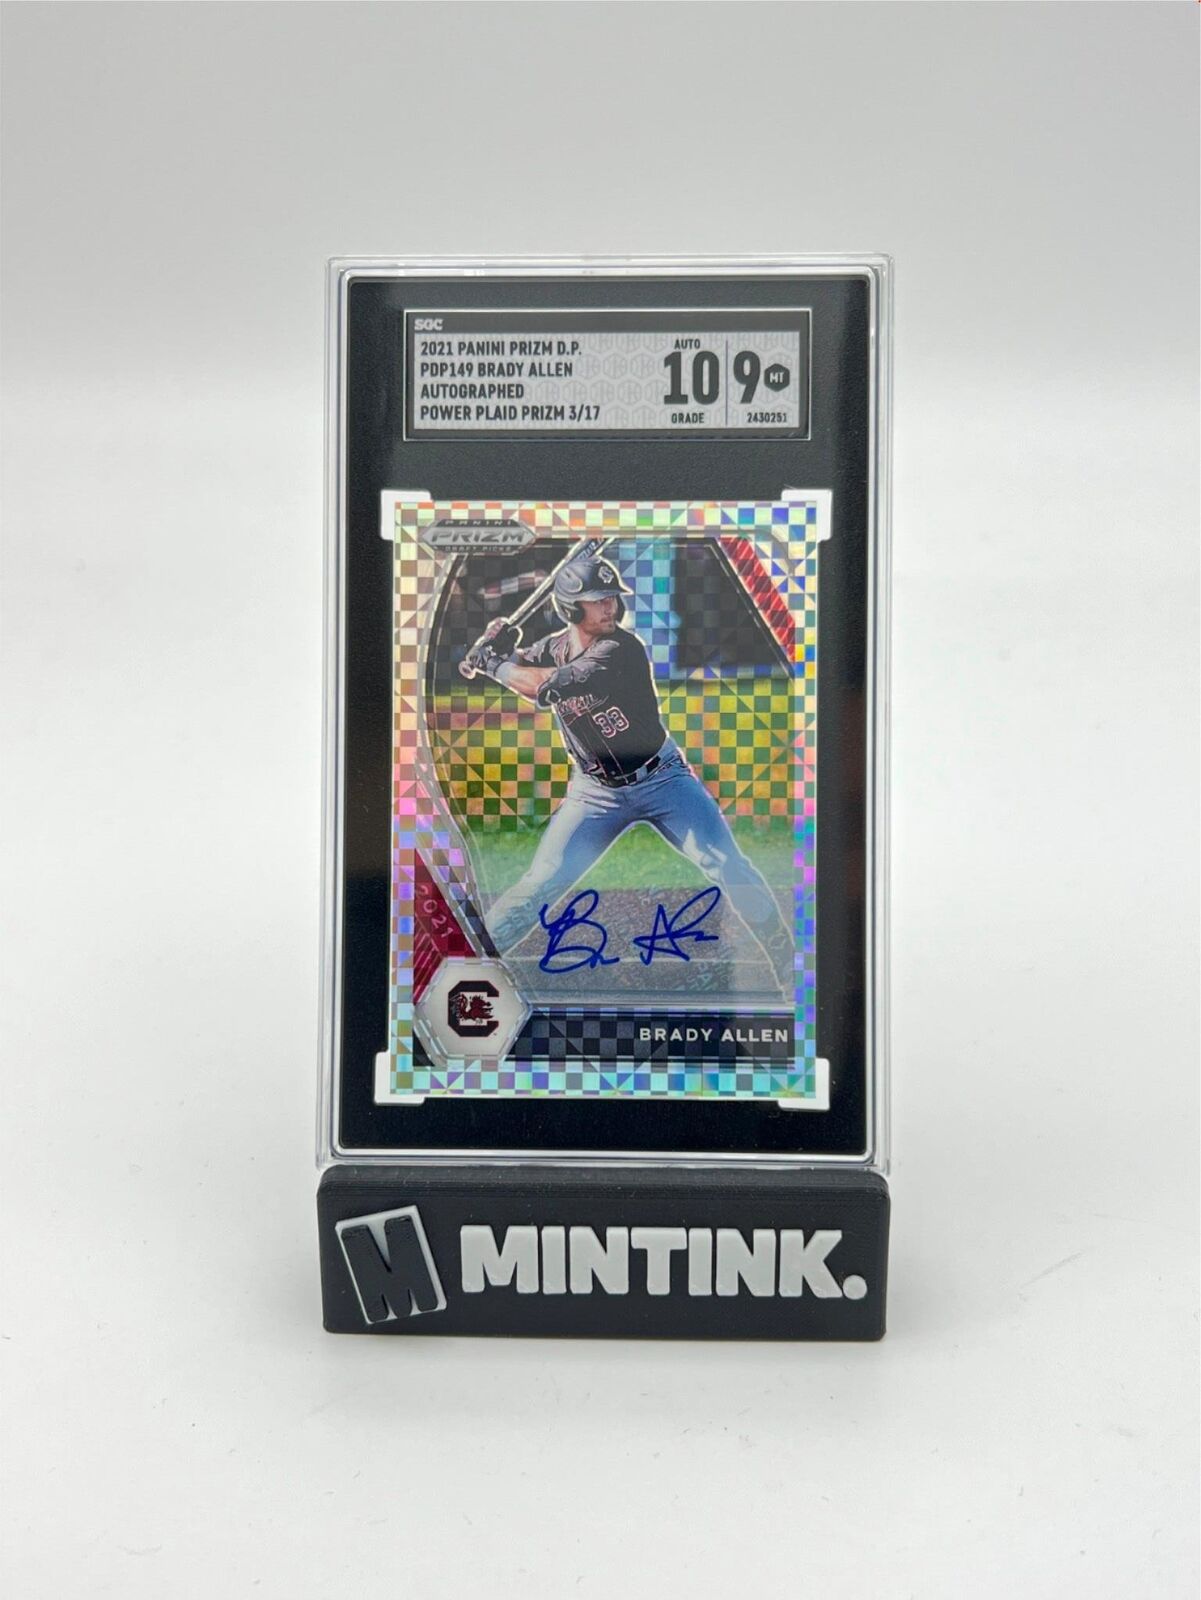 SGC
2021 PANINI PRIZM D.P.
PDP149 BRADY ALLEN
AUTOGRAPHED
POWER PLAID PRIZM 3/17
AUTO
10
GRADE
9 MT
2430251
PANINI
PRIZM
DRAFT PICKS
33
2021
C
BRADY ALLEN
M MINTINK.